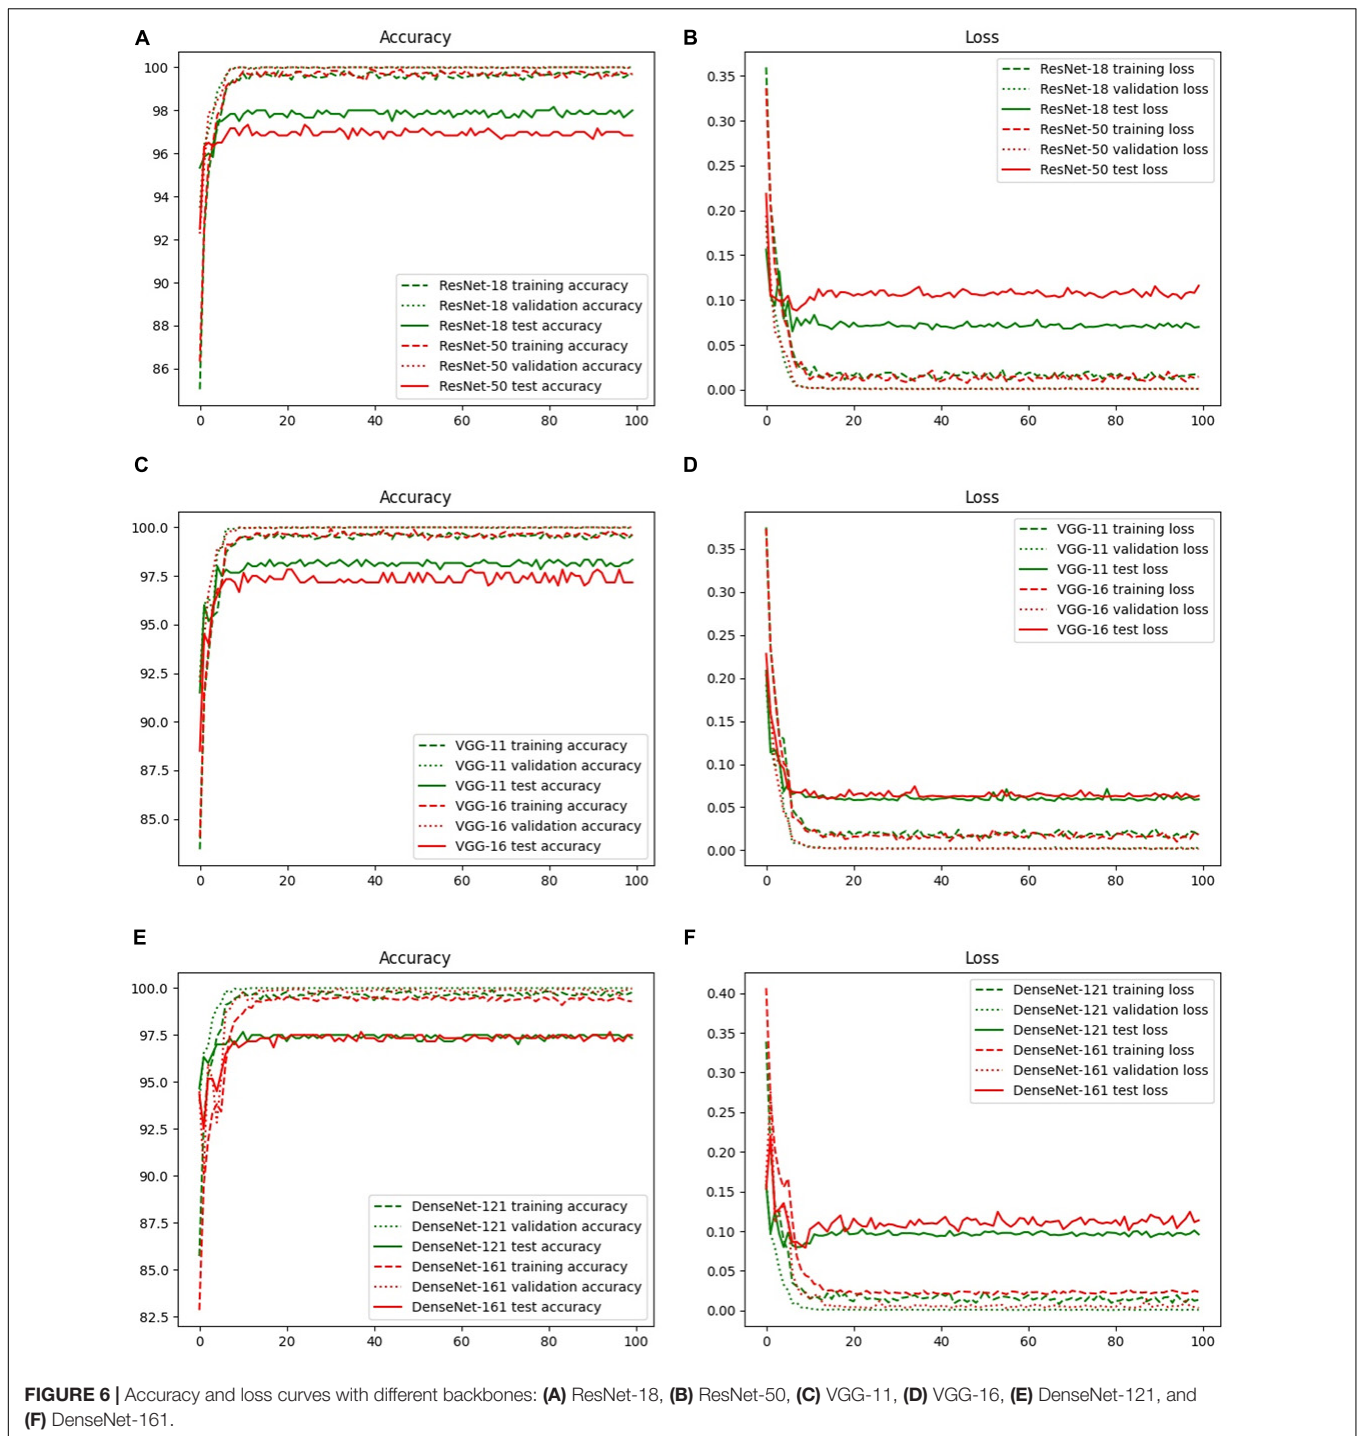 A
Accuracy
100
98
96
94
92
90
88
86
0 20 40 60 80 100
ResNet-18 training accuracy
ResNet-18 validation accuracy
ResNet-18 test accuracy
ResNet-50 training accuracy
ResNet-50 validation accuracy
ResNet-50 test accuracy
B
Loss
0.35
0.30
0.25
0.20
0.15
0.10
0.05
0.00
0 20 40 60 80 100
ResNet-18 training loss
ResNet-18 validation loss
ResNet-18 test loss
ResNet-50 training loss
ResNet-50 validation loss
ResNet-50 test loss
C
Accuracy
100.0
97.5
95.0
92.5
90.0
87.5
85.0
0 20 40 60 80 100
VGG-11 training accuracy
VGG-11 validation accuracy
VGG-11 test accuracy
VGG-16 training accuracy
VGG-16 validation accuracy
VGG-16 test accuracy
D
Loss
0.35
0.30
0.25
0.20
0.15
0.10
0.05
0.00
0 20 40 60 80 100
VGG-11 training loss
VGG-11 validation loss
VGG-11 test loss
VGG-16 training loss
VGG-16 validation loss
VGG-16 test loss
E
Accuracy
100.0
97.5
95.0
92.5
90.0
87.5
85.0
82.5
0 20 40 60 80 100
DenseNet-121 training accuracy
DenseNet-121 validation accuracy
DenseNet-121 test accuracy
DenseNet-161 training accuracy
DenseNet-161 validation accuracy
DenseNet-161 test accuracy
F
Loss
0.40
0.35
0.30
0.25
0.20
0.15
0.10
0.05
0.00
0 20 40 60 80 100
DenseNet-121 training loss
DenseNet-121 validation loss
DenseNet-121 test loss
DenseNet-161 training loss
DenseNet-161 validation loss
DenseNet-161 test loss
FIGURE 6 | Accuracy and loss curves with different backbones: (A) ResNet-18, (B) ResNet-50, (C) VGG-11, (D) VGG-16, (E) DenseNet-121, and
(F) DenseNet-161.